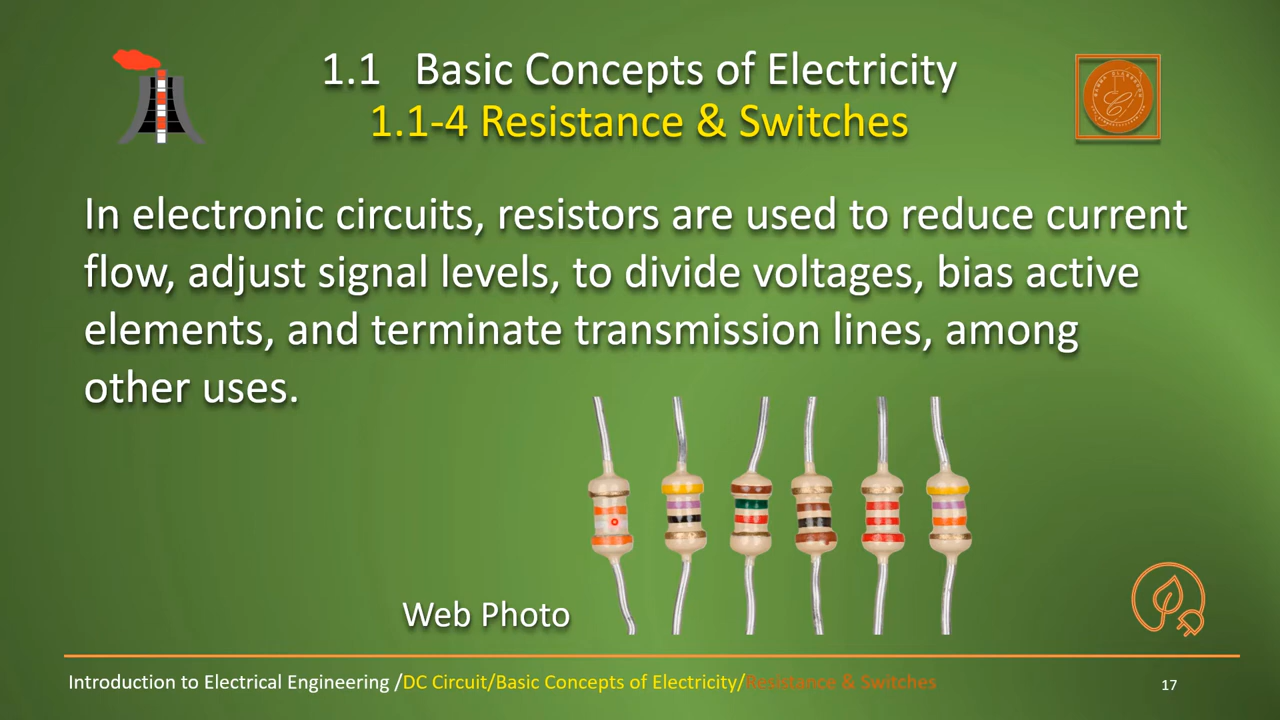 1.1 Basic Concepts of Electricity
1.1-4 Resistance & Switches
In electronic circuits, resistors are used to reduce current
flow, adjust signal levels, to divide voltages, bias active
elements, and terminate transmission lines, among
other uses.
Web Photo
Introduction to Electrical Engineering /DC Circuit/Basic Concepts of Electricity/Resistance & Switches
17